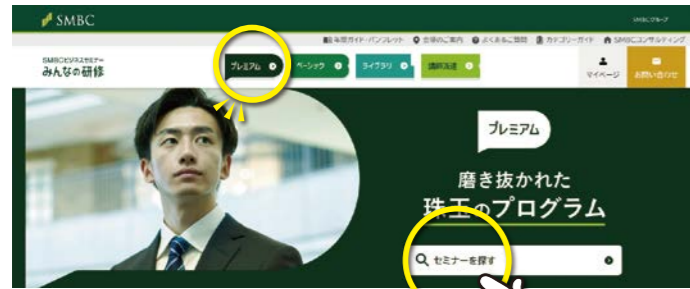 SMBC
SMBCグループ
年間ガイド・パンフレット 会場のご案内 よくあるご質問 カテゴリーガイド SMBCコンサルティング
SMBCビジネスセミナー
みんなの研修
プレミアム ベーシック ライブラリ 講師派遣
マイページ お問い合わせ
プレミアム
磨き抜かれた
珠玉のプログラム
セミナーを探す